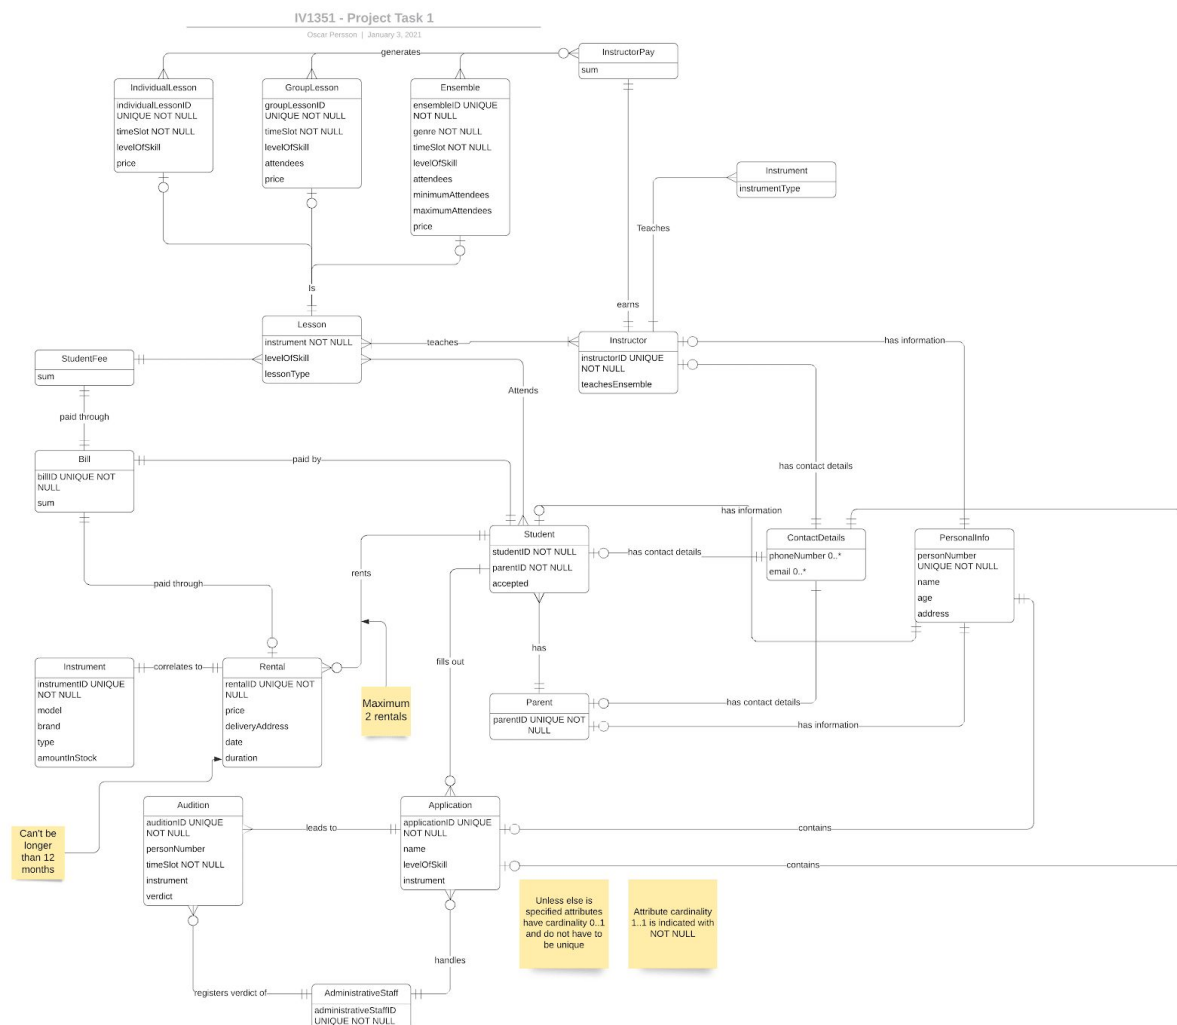 IV1351 - Project Task 1
Oscar Persson | January 3, 2021
generates
InstructorPay
sum
IndividualLesson
individualLessonID
UNIQUE NOT NULL
timeSlot NOT NULL
levelOfSkill
price
GroupLesson
groupLessonID
UNIQUE NOT NULL
timeSlot NOT NULL
levelOfSkill
attendees
price
Ensemble
ensembleID UNIQUE
NOT NULL
genre NOT NULL
timeSlot NOT NULL
levelOfSkill
attendees
minimumAttendees
maximumAttendees
price
Instrument
instrumentType
Teaches
Is
earns
Lesson
instrument NOT NULL
levelOfSkill
lessonType
teaches
Instructor
instructorID UNIQUE
NOT NULL
teachesEnsemble
has information
StudentFee
sum
Attends
paid through
Bill
billID UNIQUE NOT
NULL
sum
paid by
has contact details
has information
Student
studentID NOT NULL
parentID NOT NULL
accepted
has contact details
ContactDetails
phoneNumber 0..*
email 0..*
PersonalInfo
personNumber
UNIQUE NOT NULL
name
age
address
rents
paid through
has
fills out
Instrument
instrumentID UNIQUE
NOT NULL
model
brand
type
amountInStock
correlates to
Rental
rentalID UNIQUE NOT
NULL
price
deliveryAddress
date
duration
Maximum
2 rentals
Parent
parentID UNIQUE NOT
NULL
has contact details
has information
Can't be
longer
than 12
months
Audition
auditionID UNIQUE
NOT NULL
personNumber
timeSlot NOT NULL
instrument
verdict
leads to
Application
applicationID UNIQUE
NOT NULL
name
levelOfSkill
instrument
contains
contains
Unless else is
specified attributes
have cardinality 0..1
and do not have to
be unique
Attribute cardinality
1..1 is indicated with
NOT NULL
handles
registers verdict of
AdministrativeStaff
administrativeStaffID
UNIQUE NOT NULL